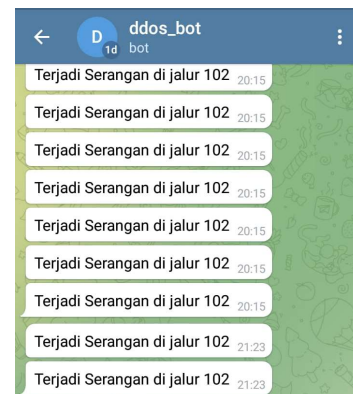 ddos_bot
D
1d
bot
Terjadi Serangan di jalur 102 20:15
Terjadi Serangan di jalur 102 20:15
Terjadi Serangan di jalur 102 20:15
Terjadi Serangan di jalur 102 20:15
Terjadi Serangan di jalur 102 20:15
Terjadi Serangan di jalur 102 20:15
Terjadi Serangan di jalur 102 20:15
Terjadi Serangan di jalur 102 21:23
Terjadi Serangan di jalur 102 21:23